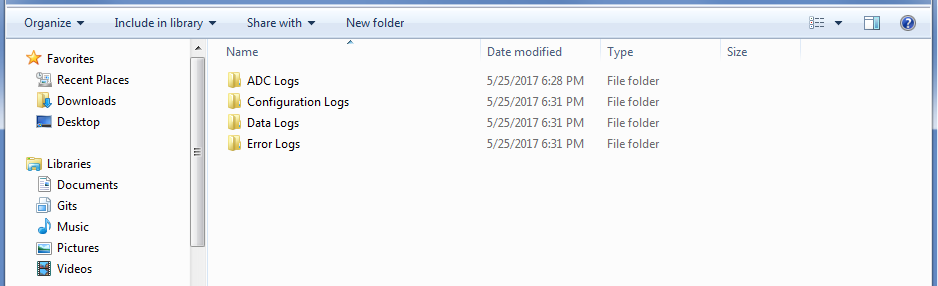 Organize Include in library Share with New folder
Name Date modified Type Size
Favorites
Recent Places
Downloads
Desktop
Libraries
Documents
Gits
Music
Pictures
Videos
ADC Logs 5/25/2017 6:28 PM File folder
Configuration Logs 5/25/2017 6:31 PM File folder
Data Logs 5/25/2017 6:31 PM File folder
Error Logs 5/25/2017 6:31 PM File folder